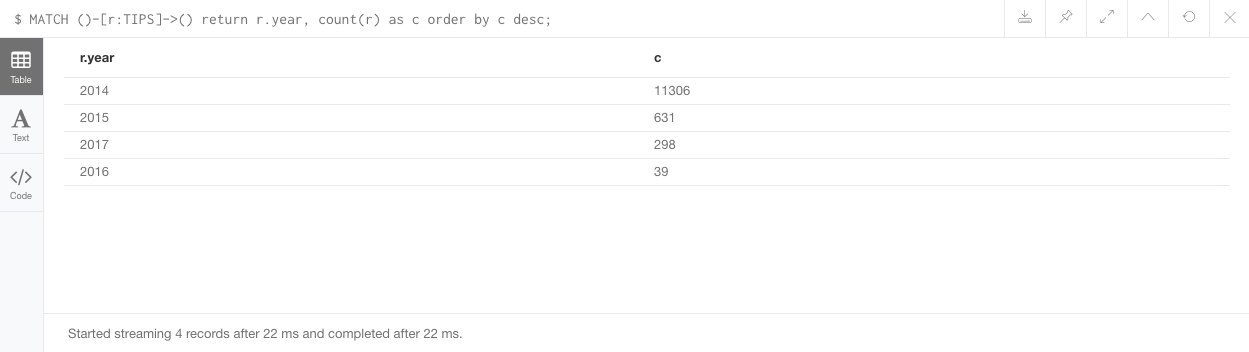 $ MATCH ()-[r:TIPS]->() return r.year, count(r) as c order by c desc;
Table
Text
Code
r.year c
2014 11306
2015 631
2017 298
2016 39
Started streaming 4 records after 22 ms and completed after 22 ms.